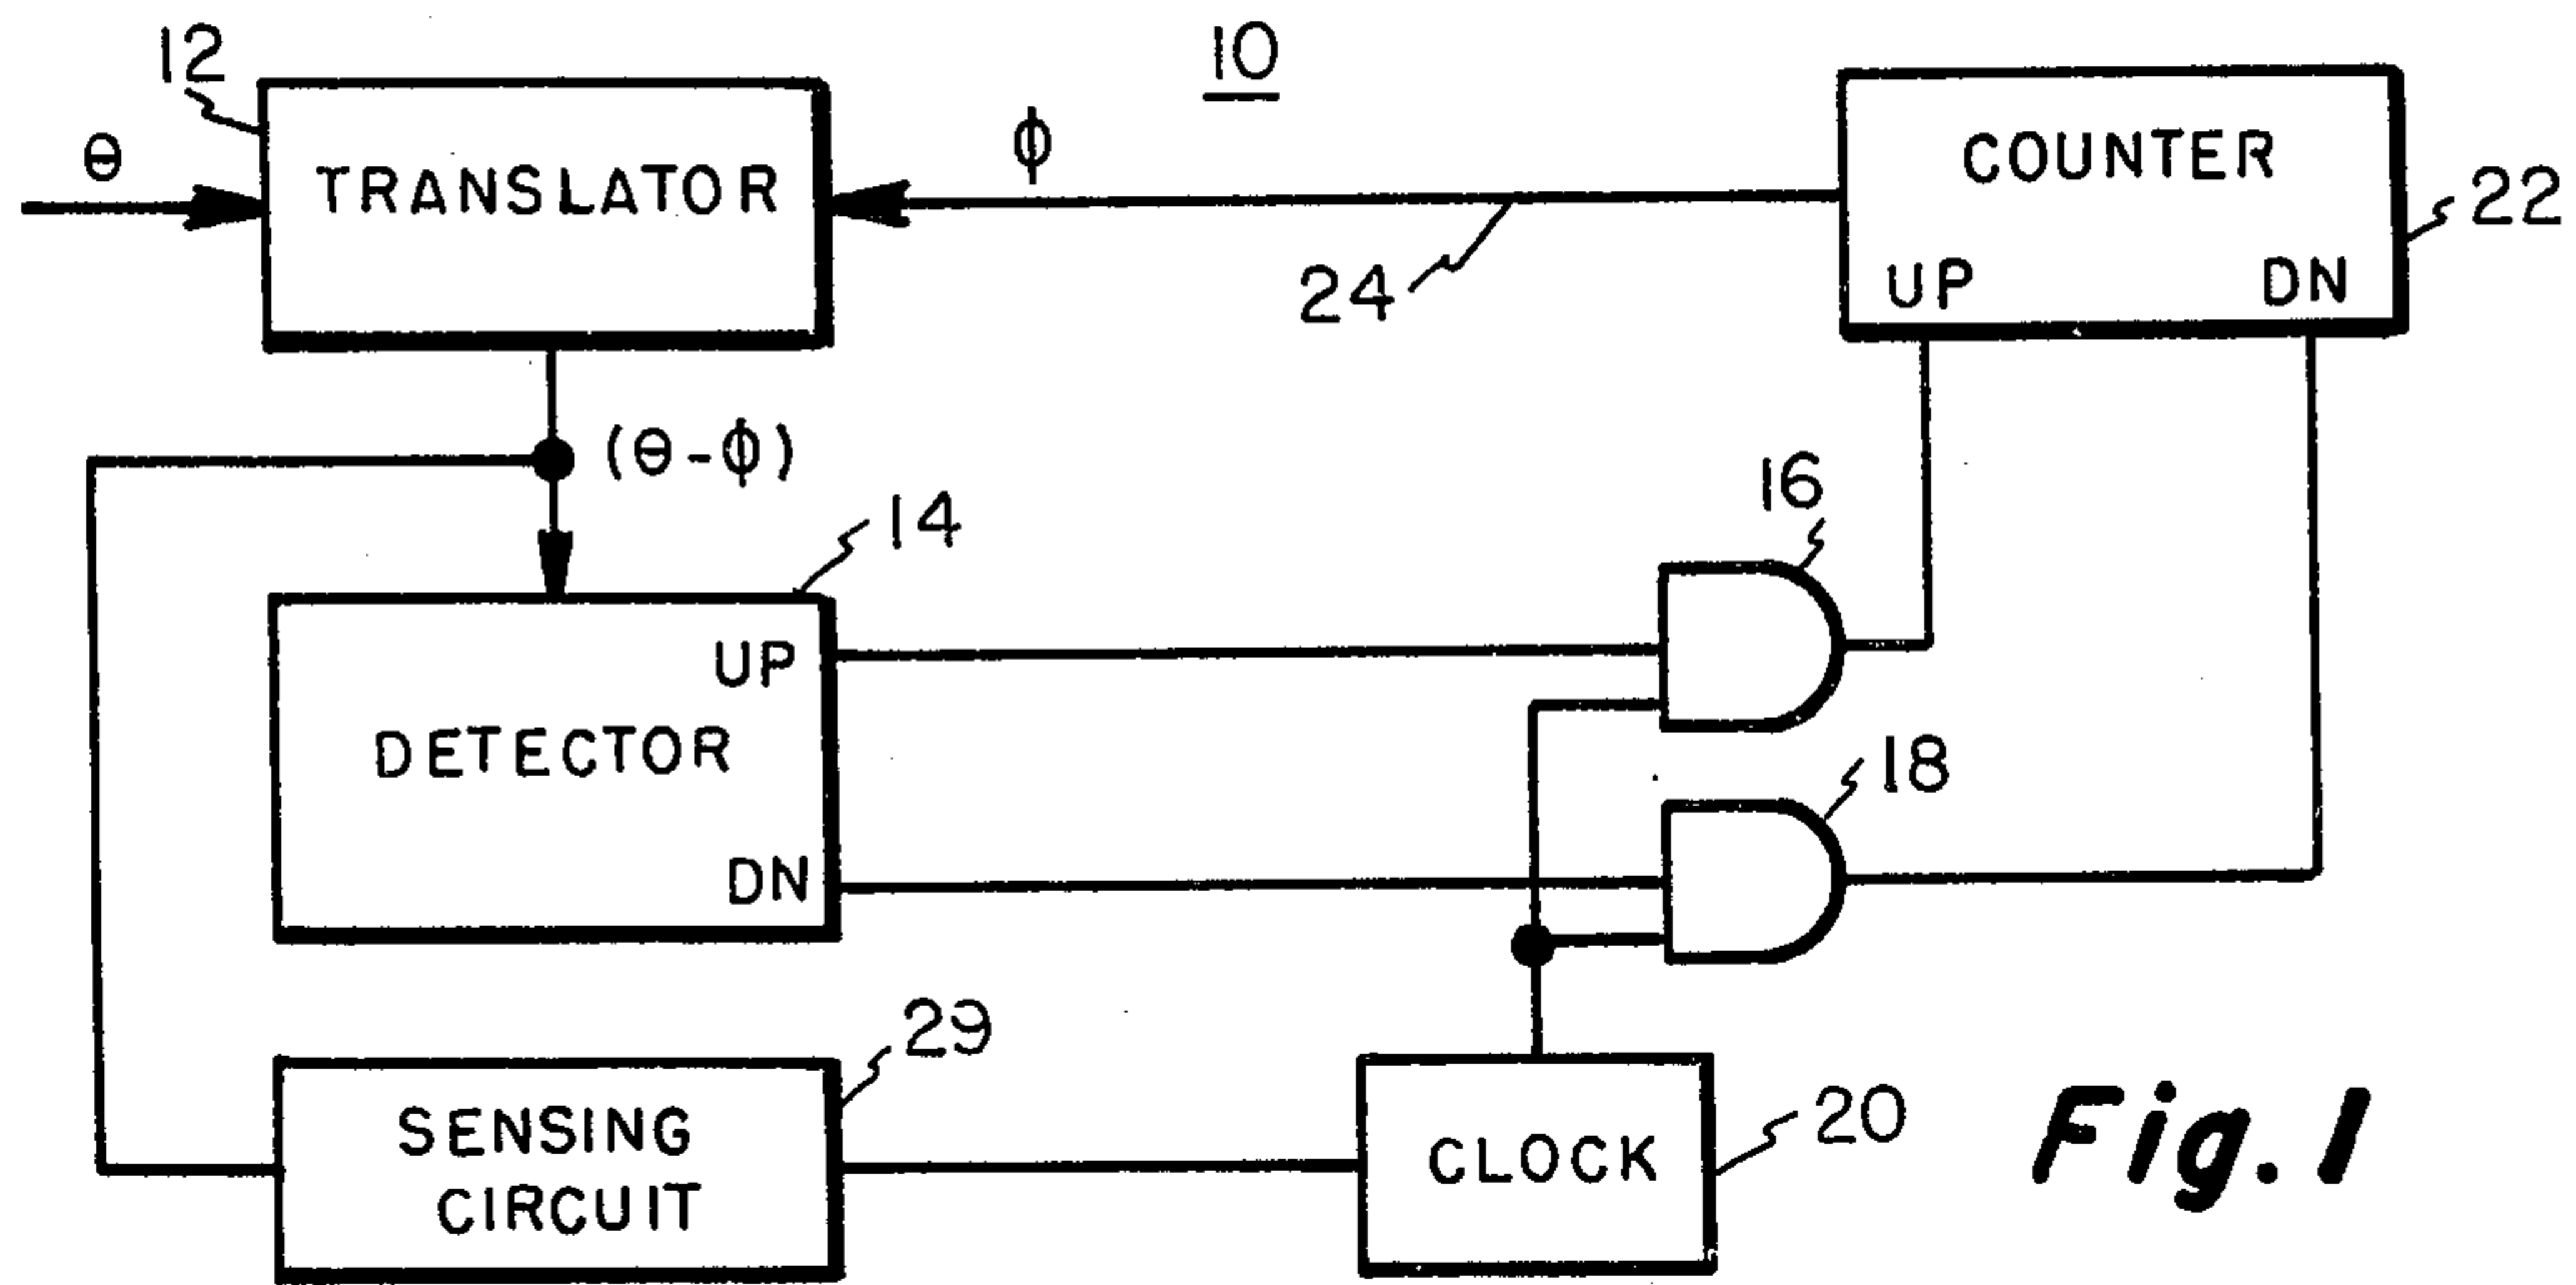 12
10
θ
TRANSLATOR
ϕ
COUNTER
22
24
UP DN
(θ-ϕ)
14
16
UP
DETECTOR
18
DN
29
SENSING
CIRCUIT
CLOCK
20
Fig. 1